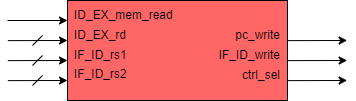 ID_EX_mem_read
ID_EX_rd
IF_ID_rs1
IF_ID_rs2
pc_write
IF_ID_write
ctrl_sel